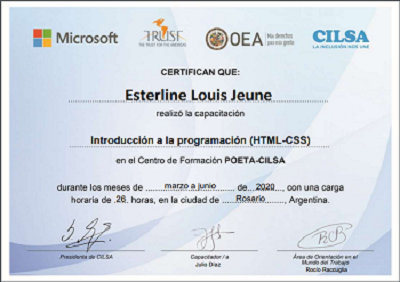 Microsoft
TRUST
THE TRUST FOR THE AMERICAS
OEA
Más derechos para más gente
CILSA
LA INCLUSIÓN NOS UNE
CERTIFICAN QUE:
Esterline Louis Jeune
realizó la capacitación
Introducción a la programación (HTML-CSS)
en el Centro de Formación POETA-CILSA
durante los meses de marzo a junio de 2020, con una carga
horaria de 26. horas, en la ciudad de Rosario, Argentina.
Presidente de CILSA
Capacitador/a
Julio Díaz
Área de Orientación en el
Mundo del Trabajo
Rocío